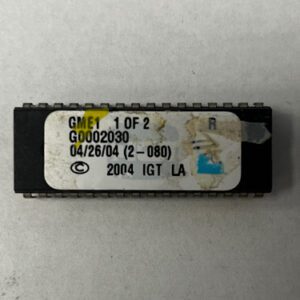 GME1 1 OF 2 R
G0002030
04/26/04 (2-080)
© 2004 IGT LA